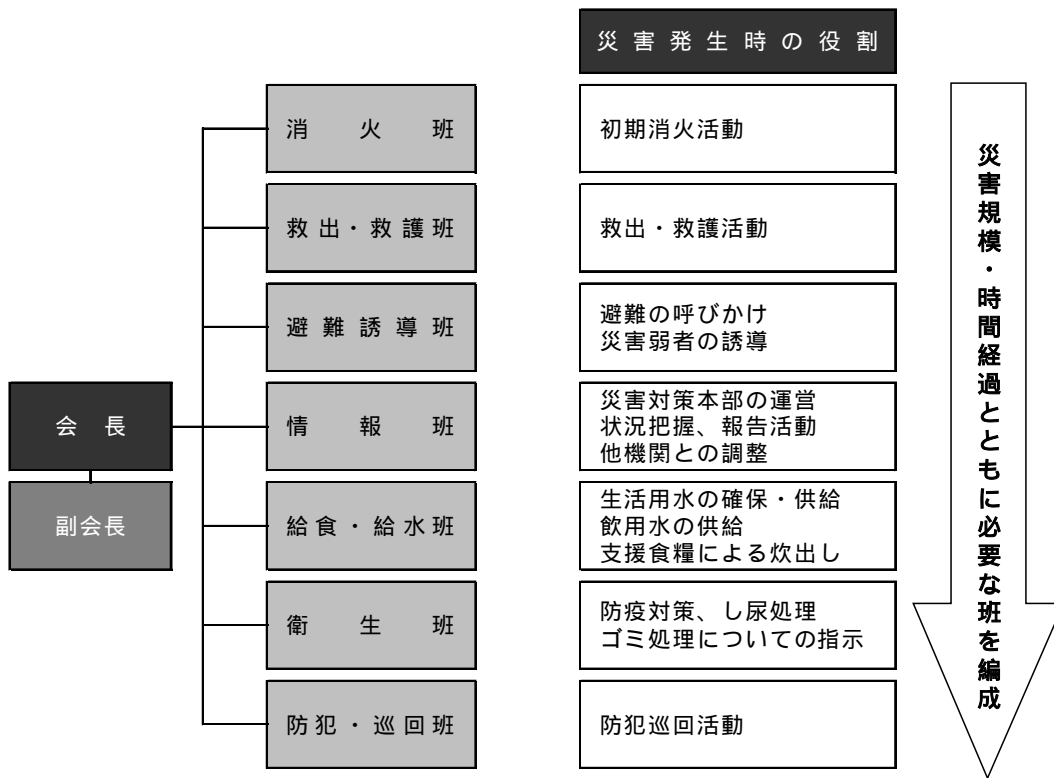 災害発生時の役割
消火班
初期消火活動
救出・救護班
救出・救護活動
避難誘導班
避難の呼びかけ
災害弱者の誘導
会長
情報班
災害対策本部の運営
状況把握、報告活動
他機関との調整
副会長
給食・給水班
生活用水の確保・供給
飲用水の供給
支援食糧による炊出し
衛生班
防疫対策、し尿処理
ゴミ処理についての指示
防犯・巡回班
防犯巡回活動
災害規模・時間経過とともに必要な班を編成